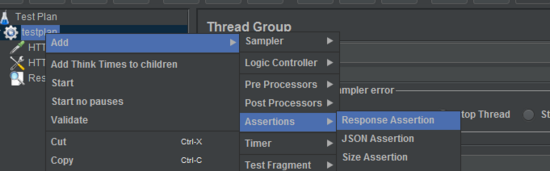 Test Plan
testplan
HTT
HTT
Res
Add
Add Think Times to children
Start
Start no pauses
Validate
Cut Ctrl-X
Copy Ctrl-C
Sampler
Logic Controller
Pre Processors
Post Processors
Assertions
Timer
Test Fragment
Response Assertion
JSON Assertion
Size Assertion
Thread Group
ampler error
top Thread
St